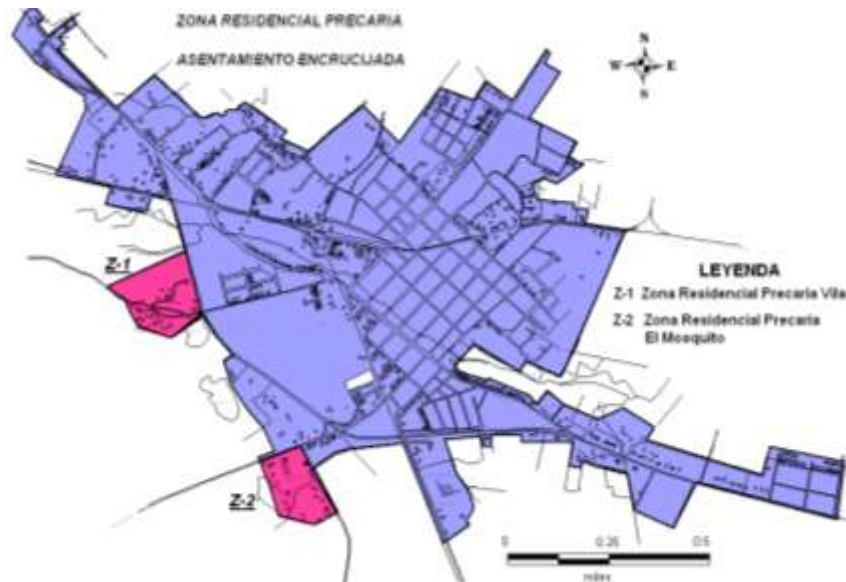 ZONA RESIDENCIAL PRECARIA
ASENTAMIENTO ENCRUCIJADA
N
W E
S
Z-1
LEYENDA
Z-1 Zona Residencial Precaria Vila
Z-2 Zona Residencial Precaria
El Mosquito
Z-2
0 0.25 0.5
miles